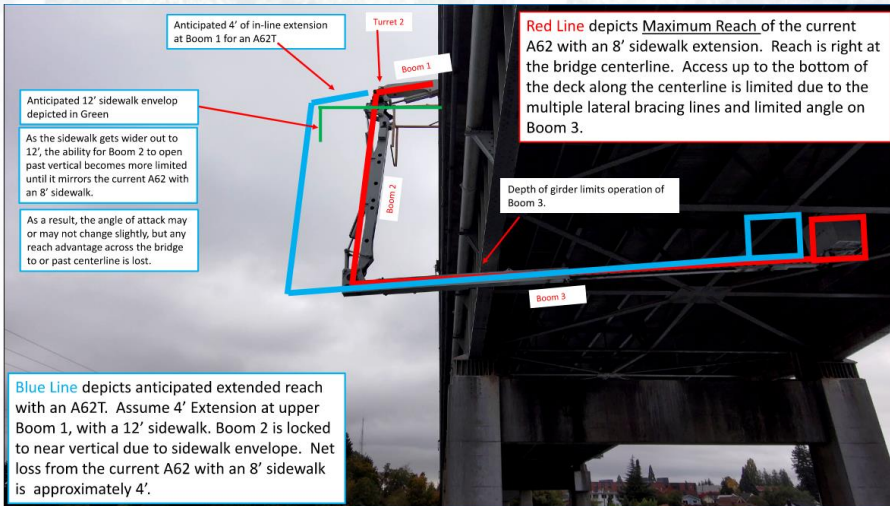 Anticipated 4' of in-line extension
at Boom 1 for an A62T
Turret 2
Boom 1
Red Line depicts Maximum Reach of the current
A62 with an 8' sidewalk extension. Reach is right at
the bridge centerline. Access up to the bottom of
the deck along the centerline is limited due to the
multiple lateral bracing lines and limited angle on
Boom 3.
Anticipated 12' sidewalk envelop
depicted in Green
As the sidewalk gets wider out to
12', the ability for Boom 2 to open
past vertical becomes more limited
until it mirrors the current A62 with
an 8' sidewalk.
As a result, the angle of attack may
or may not change slightly, but any
reach advantage across the bridge
to or past centerline is lost.
Boom 2
Depth of girder limits operation of
Boom 3.
Boom 3
Blue Line depicts anticipated extended reach
with an A62T. Assume 4' Extension at upper
Boom 1, with a 12' sidewalk. Boom 2 is locked
to near vertical due to sidewalk envelope. Net
loss from the current A62 with an 8' sidewalk
is approximately 4'.